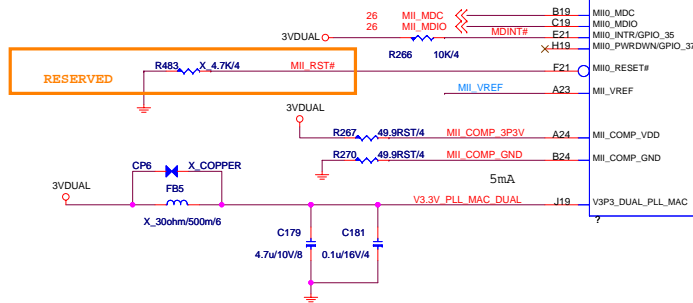 26 MII_MDC B19 MII0_MDC
26 MII_MDIO C19 MII0_MDIO
3VDUAL MDINT# E21 MII0_INTR/GPIO_35
R266 10K/4 H19 MII0_PWRDWN/GPIO_37
R483 X_4.7K/4 MII_RST# F21 MII0_RESET#
RESERVED
MII_VREF A23 MII_VREF
3VDUAL
R267 49.9RST/4 MII_COMP_3P3V A24 MII_COMP_VDD
R270 49.9RST/4 MII_COMP_GND B24 MII_COMP_GND
CP6 X_COPPER
5mA
3VDUAL FB5
V3.3V_PLL_MAC_DUAL J19 V3P3_DUAL_PLL_MAC
X_30ohm/500m/6
?
C179 C181
4.7u/10V/8 0.1u/16V/4